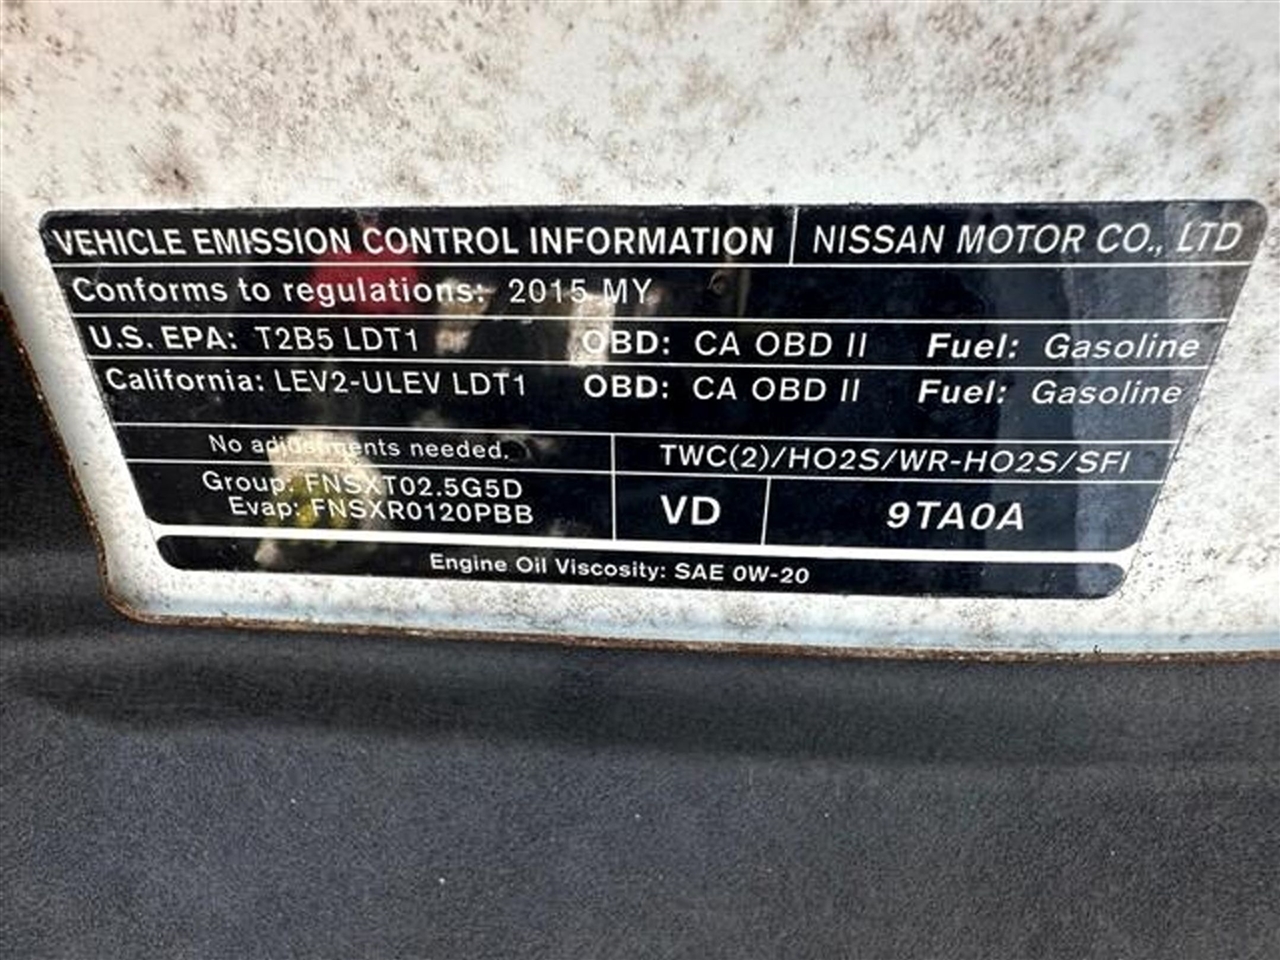 VEHICLE EMISSION CONTROL INFORMATION NISSAN MOTOR CO., LTD
Conforms to regulations: 2015 MY
U.S. EPA: T2B5 LDT1 OBD: CA OBD II Fuel: Gasoline
California: LEV2-ULEV LDT1 OBD: CA OBD II Fuel: Gasoline
No adjustments needed. TWC(2)/HO2S/WR-HO2S/SFI
Group: FNSXT02.5G5D
Evap: FNSXR0120PBB
VD 9TA0A
Engine Oil Viscosity: SAE 0W-20